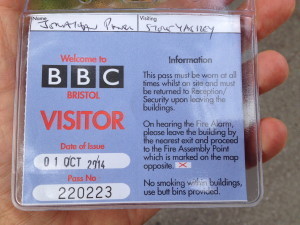 Name JONATHAN Visiting STEVE
Welcome to
BBC
BRISTOL
VISITOR
Date of Issue
01 OCT 2014
Pass No
220223
Information
This pass must be worn at all
times whilst on site and must
be returned to Reception/
Security upon leaving the
buildings.
On hearing the Fire Alarm,
please leave the building by
the nearest exit and proceed
to the Fire Assembly Point
which is marked on the map
opposite.
No smoking within buildings,
use butt bins provided.